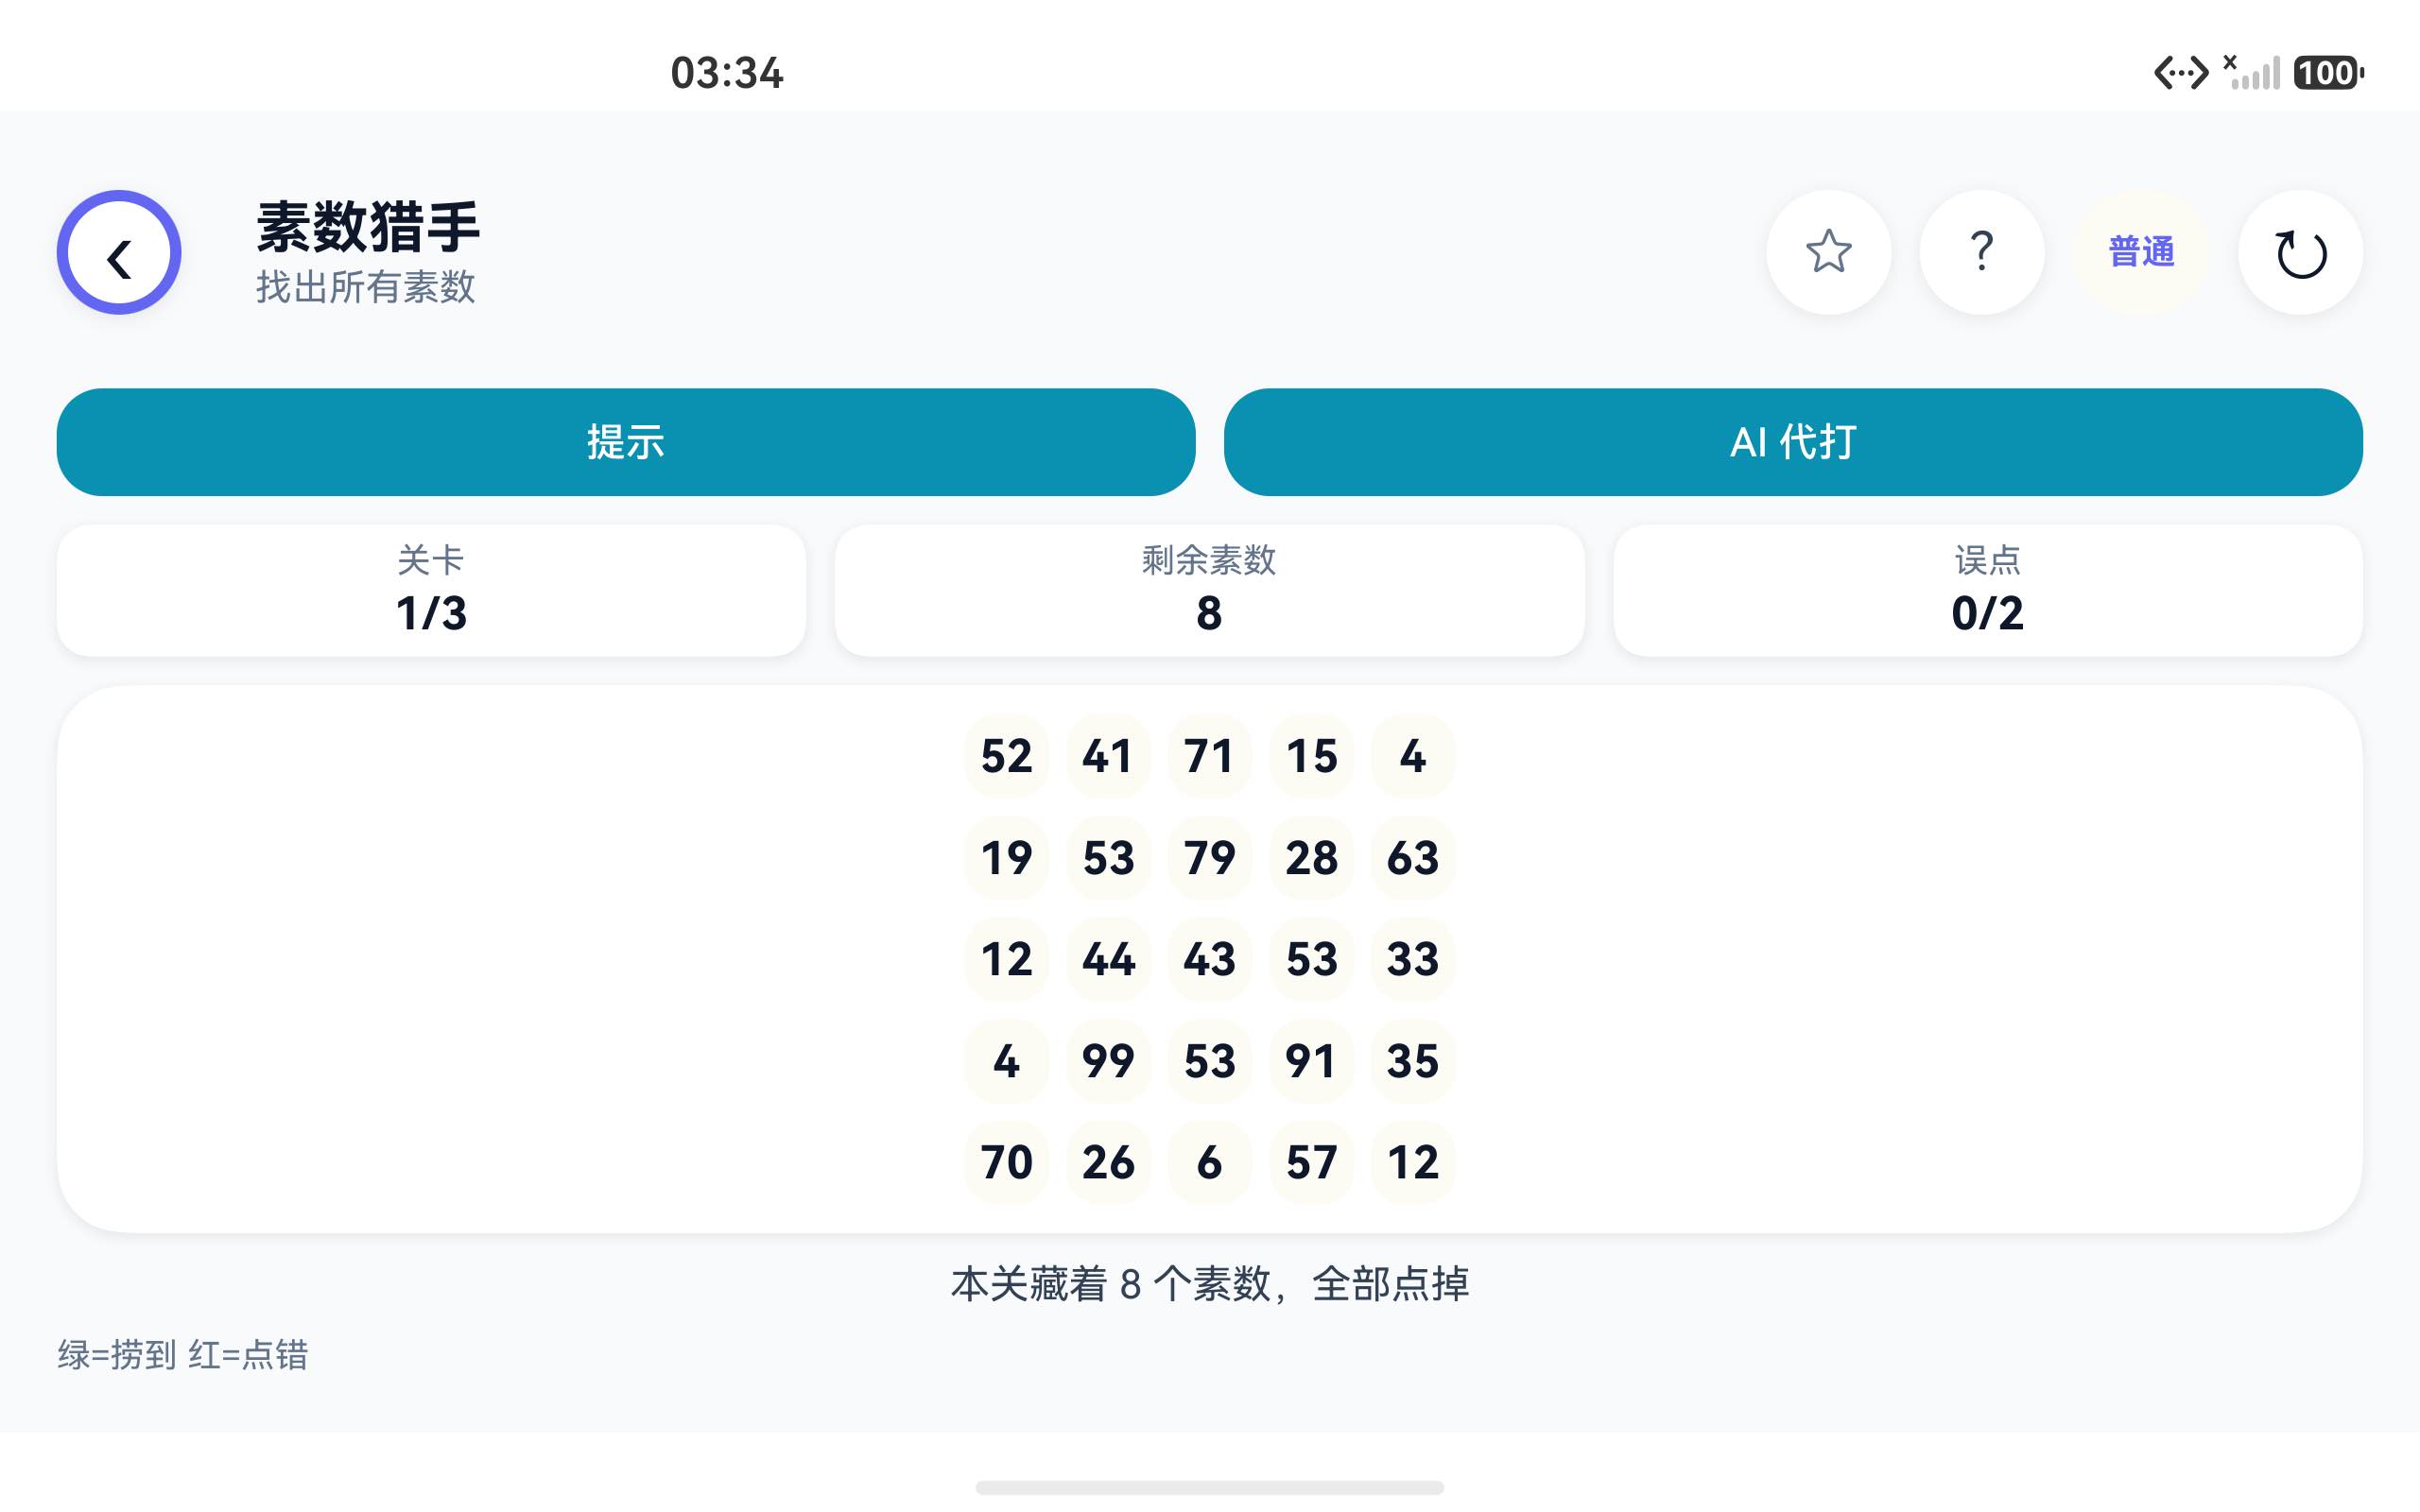 03:34
100
素数猎手
找出所有素数
?
普通
提示
AI 代打
关卡
1/3
剩余素数
8
误点
0/2
52 41 71 15 4
19 53 79 28 63
12 44 43 53 33
4 99 53 91 35
70 26 6 57 12
本关藏着 8 个素数，全部点掉
绿=捞到 红=点错